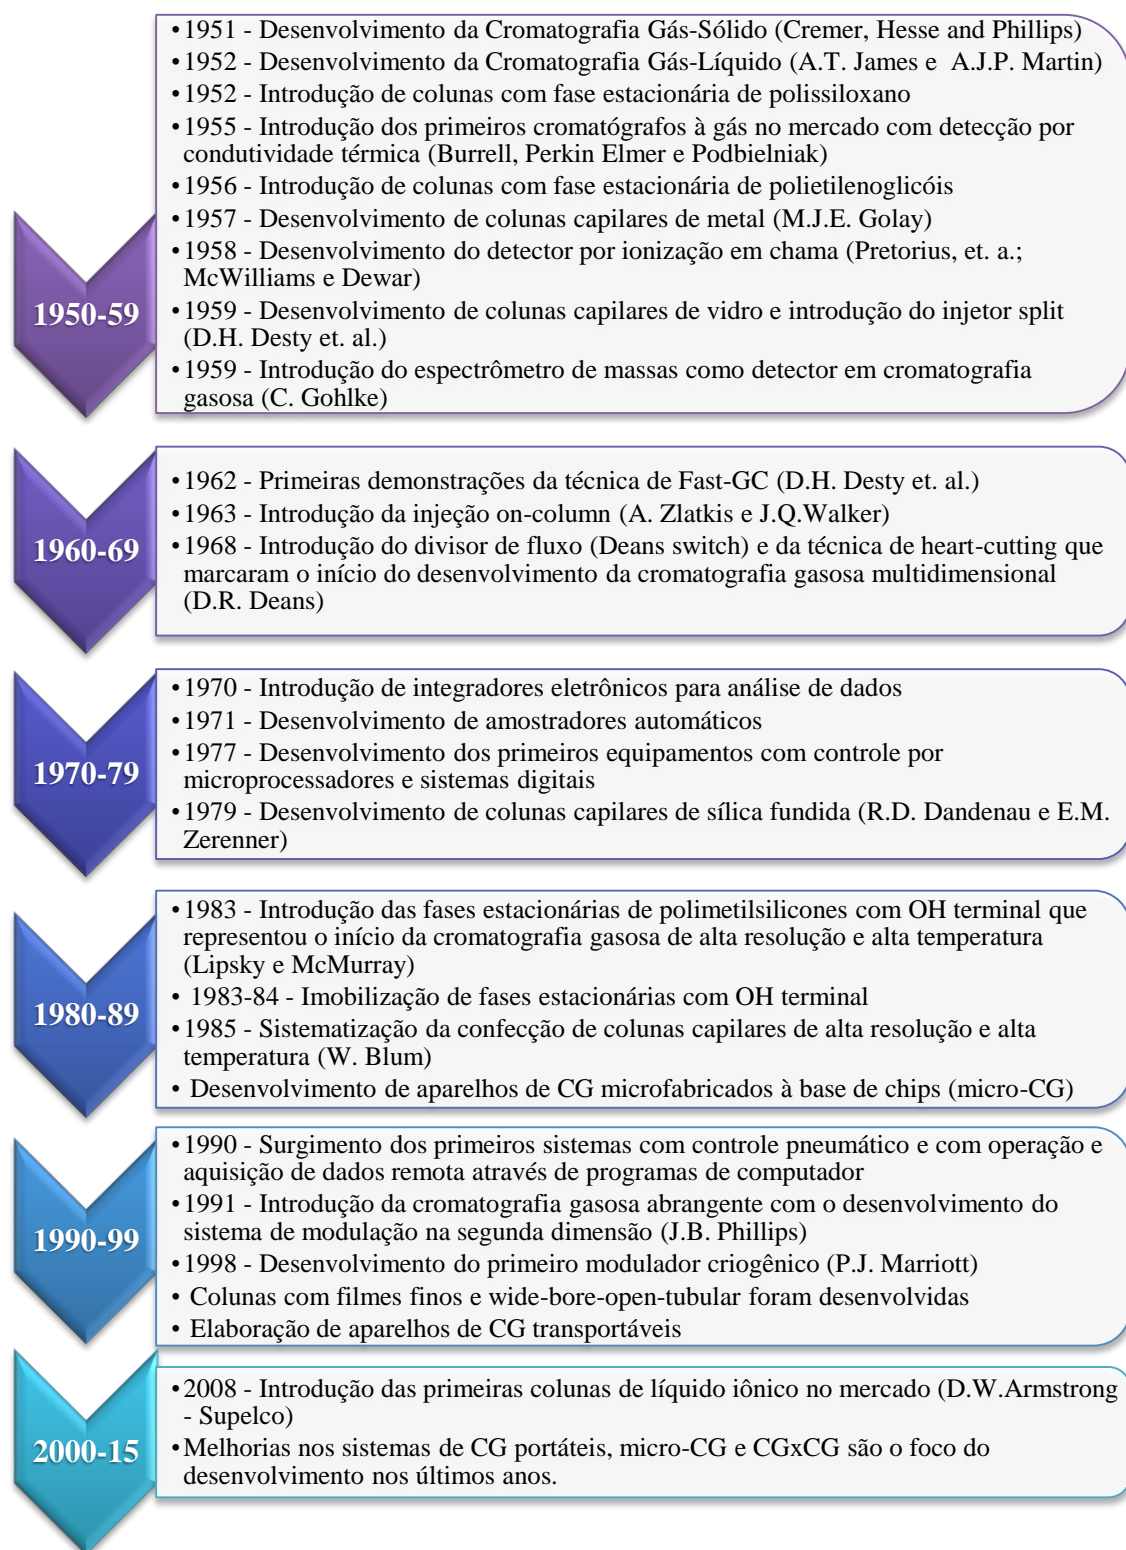 • 1951 - Desenvolvimento da Cromatografia Gás-Sólido (Cremer, Hesse and Phillips)
• 1952 - Desenvolvimento da Cromatografia Gás-Líquido (A.T. James e A.J.P. Martin)
• 1952 - Introdução de colunas com fase estacionária de polissiloxano
• 1955 - Introdução dos primeiros cromatógrafos à gás no mercado com detecção por
condutividade térmica (Burrell, Perkin Elmer e Podbielniak)
• 1956 - Introdução de colunas com fase estacionária de polietilenoglicóis
• 1957 - Desenvolvimento de colunas capilares de metal (M.J.E. Golay)
• 1958 - Desenvolvimento do detector por ionização em chama (Pretorius, et. a.;
McWilliams e Dewar)
1950-59
• 1959 - Desenvolvimento de colunas capilares de vidro e introdução do injetor split
(D.H. Desty et. al.)
• 1959 - Introdução do espectrômetro de massas como detector em cromatografia
gasosa (C. Gohlke)
1960-69
• 1962 - Primeiras demonstrações da técnica de Fast-GC (D.H. Desty et. al.)
• 1963 - Introdução da injeção on-column (A. Zlatkis e J.Q.Walker)
• 1968 - Introdução do divisor de fluxo (Deans switch) e da técnica de heart-cutting que
marcaram o início do desenvolvimento da cromatografia gasosa multidimensional
(D.R. Deans)
1970-79
• 1970 - Introdução de integradores eletrônicos para análise de dados
• 1971 - Desenvolvimento de amostradores automáticos
• 1977 - Desenvolvimento dos primeiros equipamentos com controle por
microprocessadores e sistemas digitais
• 1979 - Desenvolvimento de colunas capilares de sílica fundida (R.D. Dandenau e E.M.
Zerenner)
1980-89
• 1983 - Introdução das fases estacionárias de polimetilsilicones com OH terminal que
representou o início da cromatografia gasosa de alta resolução e alta temperatura
(Lipsky e McMurray)
• 1983-84 - Imobilização de fases estacionárias com OH terminal
• 1985 - Sistematização da confecção de colunas capilares de alta resolução e alta
temperatura (W. Blum)
• Desenvolvimento de aparelhos de CG microfabricados à base de chips (micro-CG)
1990-99
• 1990 - Surgimento dos primeiros sistemas com controle pneumático e com operação e
aquisição de dados remota através de programas de computador
• 1991 - Introdução da cromatografia gasosa abrangente com o desenvolvimento do
sistema de modulação na segunda dimensão (J.B. Phillips)
• 1998 - Desenvolvimento do primeiro modulador criogênico (P.J. Marriott)
• Colunas com filmes finos e wide-bore-open-tubular foram desenvolvidas
• Elaboração de aparelhos de CG transportáveis
2000-15
• 2008 - Introdução das primeiras colunas de líquido iônico no mercado (D.W.Armstrong
- Supelco)
• Melhorias nos sistemas de CG portáteis, micro-CG e CGxCG são o foco do
desenvolvimento nos últimos anos.